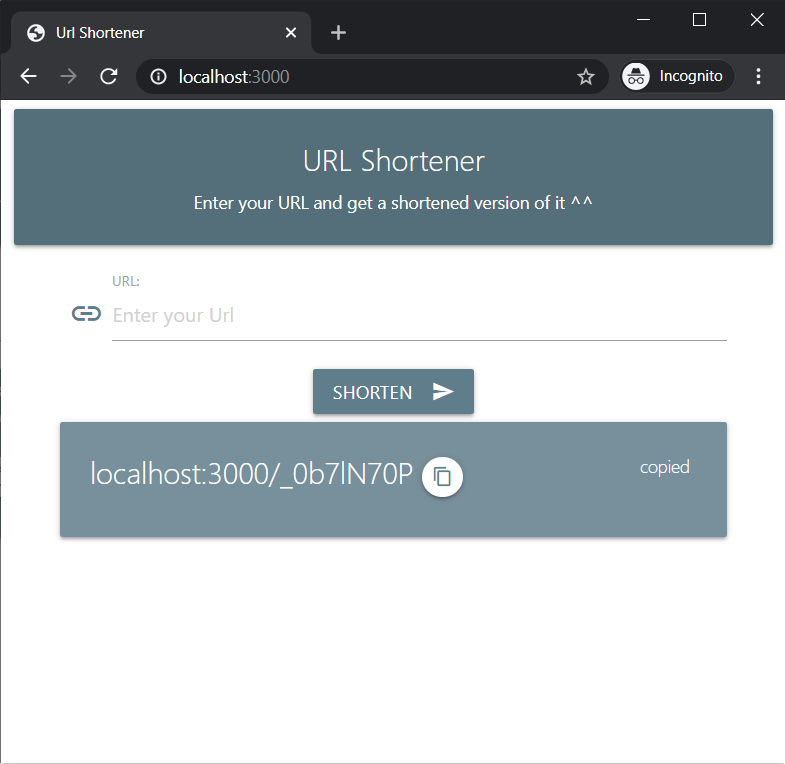 Url Shortener
localhost:3000
Incognito
URL Shortener
Enter your URL and get a shortened version of it ^^
URL:
Enter your Url
SHORTEN
localhost:3000/_0b7lN70P
copied